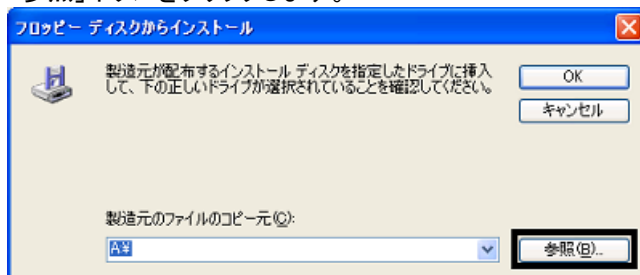 フロッピー ディスクからインストール
製造元が配布するインストール ディスクを指定したドライブに挿入
して、下の正しいドライブが選択されていることを確認してください。
OK
キャンセル
製造元のファイルのコピー元(C):
A¥
参照(B)...